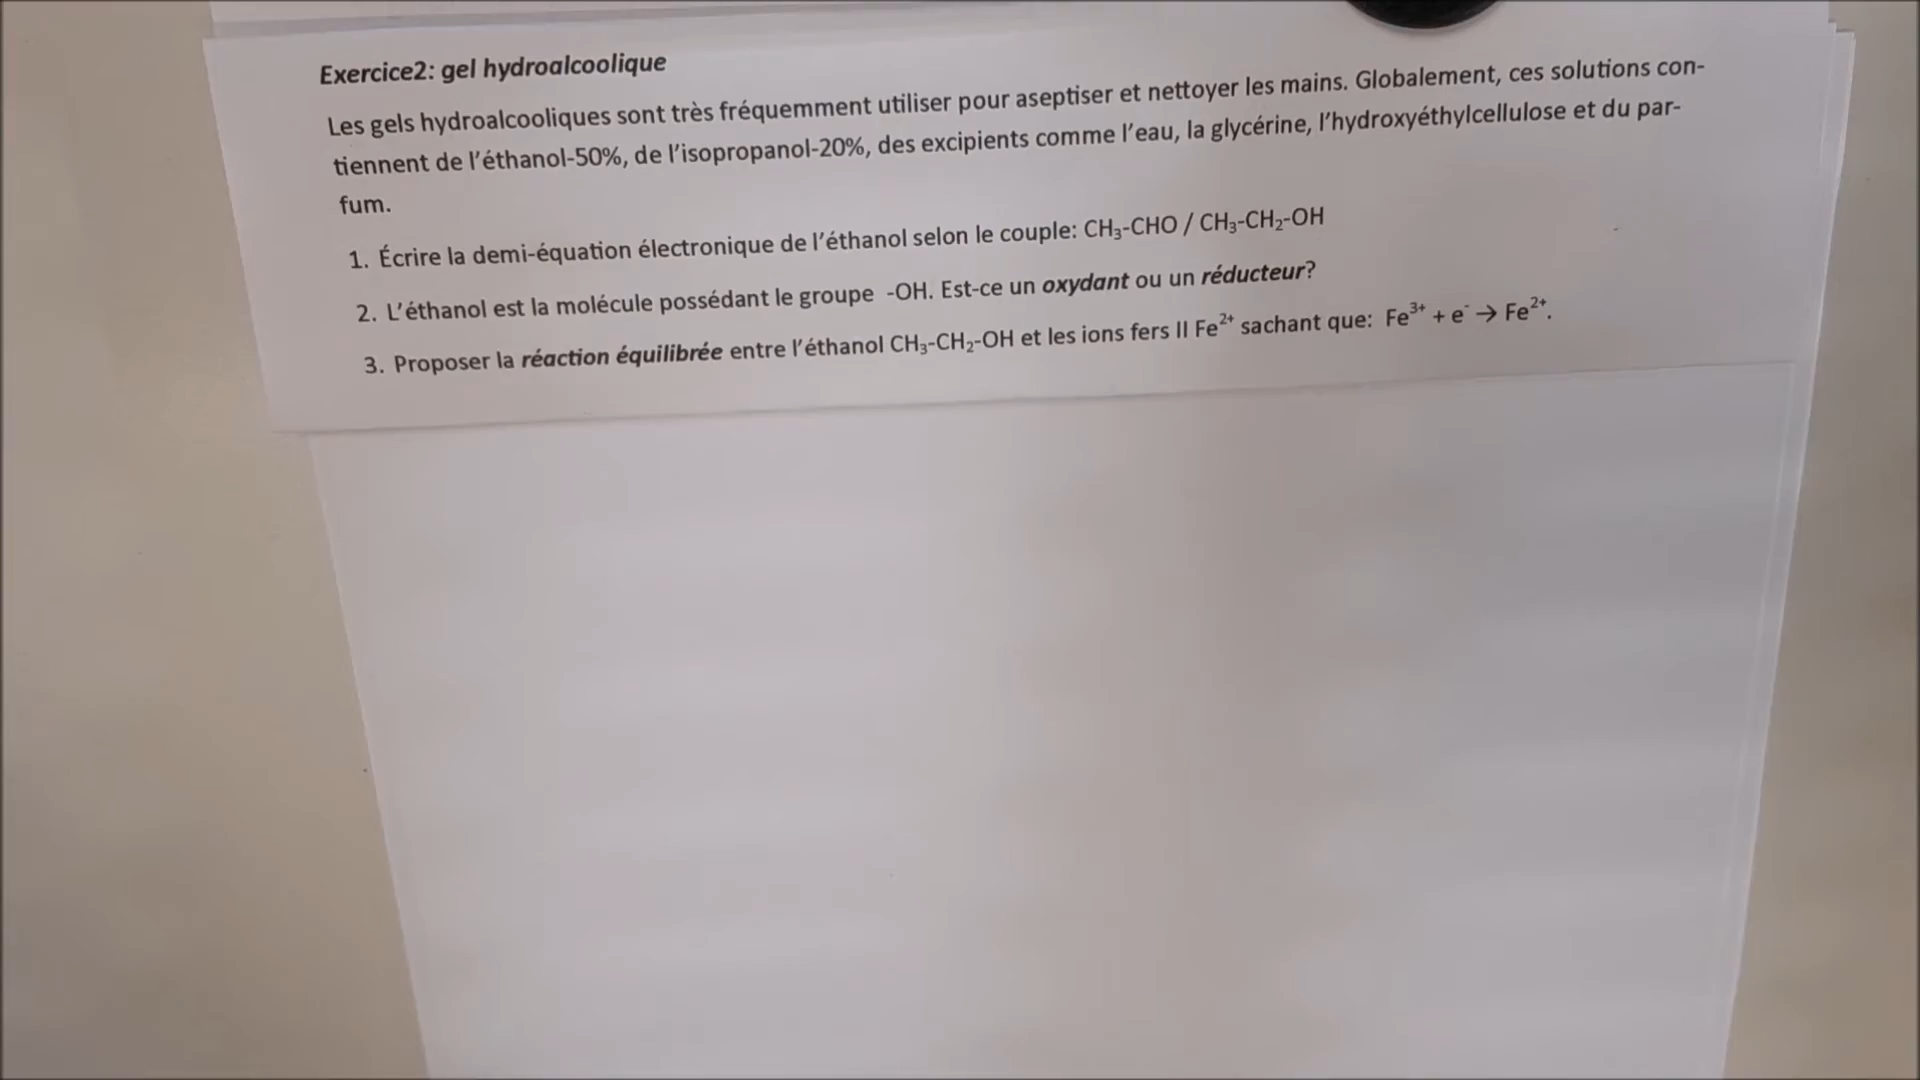 Exercice2: gel hydroalcoolique
Les gels hydroalcooliques sont très fréquemment utiliser pour aseptiser et nettoyer les mains. Globalement, ces solutions con-
tiennent de l'éthanol-50%, de l'isopropanol-20%, des excipients comme l'eau, la glycérine, l'hydroxyéthylcellulose et du par-
fum.
1. Écrire la demi-équation électronique de l'éthanol selon le couple: CH₃-CHO / CH₃-CH₂-OH
2. L'éthanol est la molécule possédant le groupe -OH. Est-ce un oxydant ou un réducteur?
3. Proposer la réaction équilibrée entre l'éthanol CH₃-CH₂-OH et les ions fers II Fe²⁺ sachant que: Fe³⁺ + e⁻ → Fe²⁺.